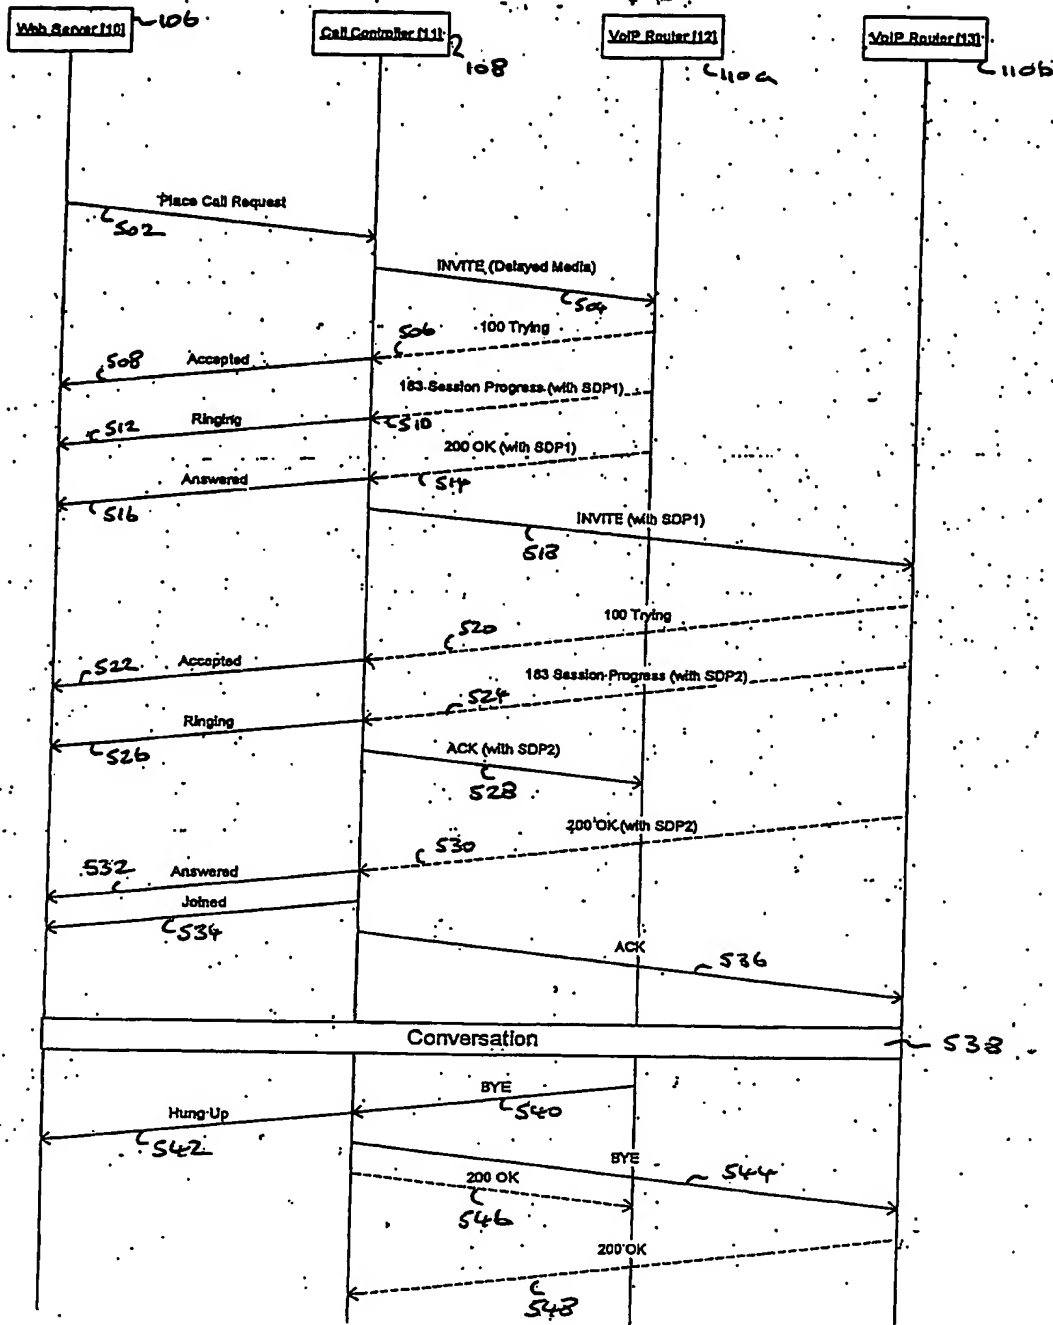 Web Server [10]
106
Call Controller [11]
108
VoIP Router [12]
110a
VoIP Router [13]
110b
Place Call Request
502
INVITE (Delayed Media)
504
100 Trying
506
Accepted
508
183 Session Progress (with SDP1)
510
Ringing
512
200 OK (with SDP1)
514
Answered
516
INVITE (with SDP1)
518
100 Trying
520
Accepted
522
183 Session Progress (with SDP2)
524
Ringing
526
ACK (with SDP2)
528
200 OK (with SDP2)
530
Answered
532
Joined
534
ACK
536
Conversation
538
BYE
540
Hung-Up
542
BYE
544
200 OK
546
200 OK
548